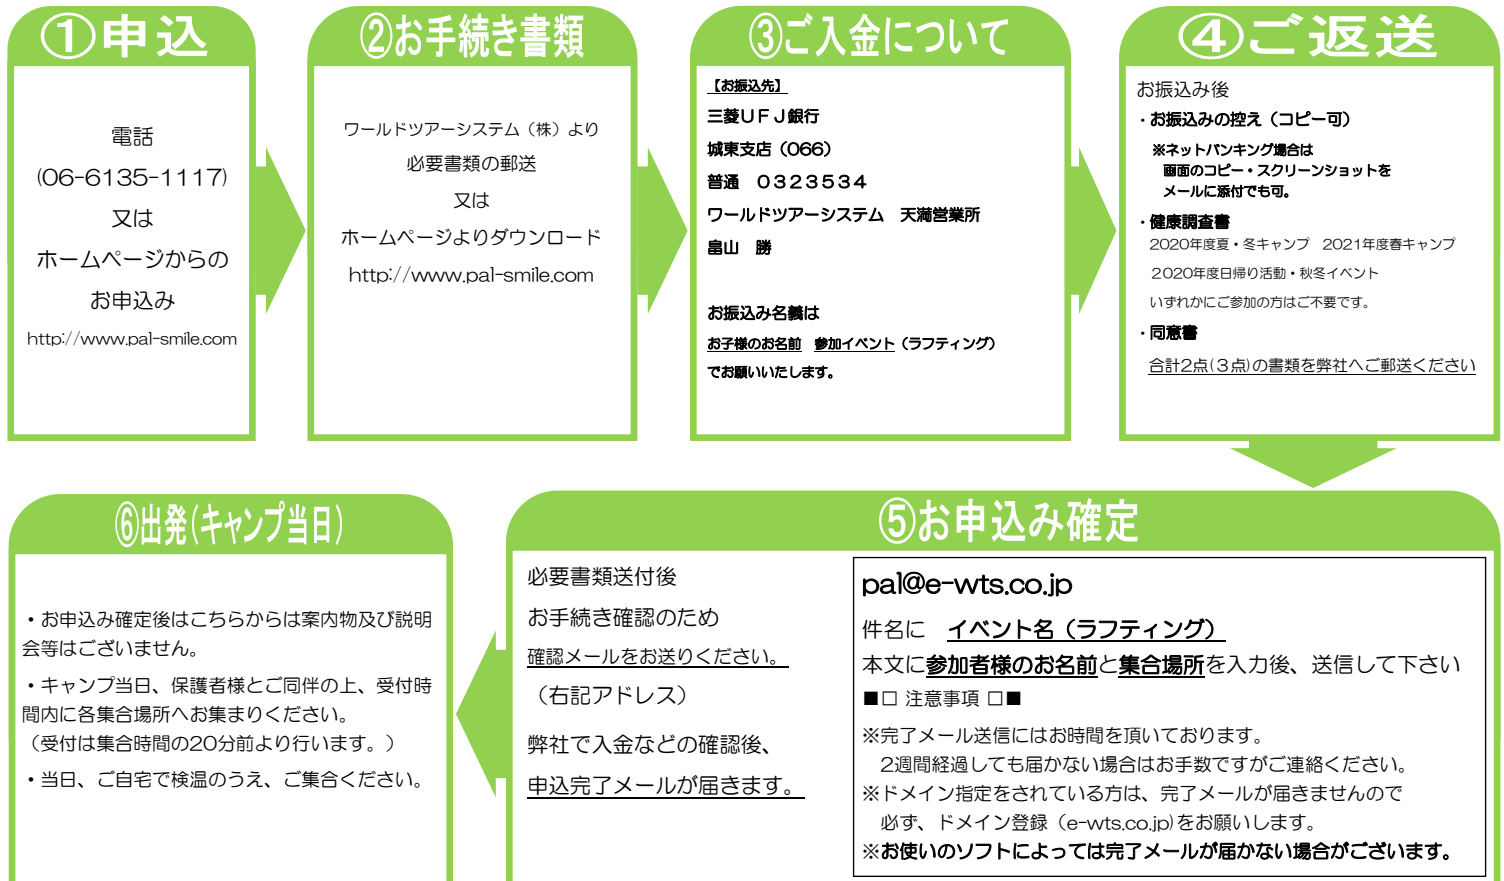 ①申込
電話
(06-6135-1117)
又は
ホームページからの
お申込み
http://www.pal-smile.com
②お手続き書類
ワールドツアーシステム（株）より
必要書類の郵送
又は
ホームページよりダウンロード
http://www.pal-smile.com
③ご入金について
【お振込先】
三菱ＵＦＪ銀行
城東支店（066）
普通　０３２３５３４
ワールドツアーシステム　天満営業所
畠山　勝
お振込み名義は
お子様のお名前　参加イベント（ラフティング）
でお願いいたします。
④ご返送
お振込み後
・お振込みの控え（コピー可）
※ネットバンキング場合は
画面のコピー・スクリーンショットを
メールに添付でも可。
・健康調査書
2020年度夏・冬キャンプ　2021年度春キャンプ
２020年度日帰り活動・秋冬イベント
いずれかにご参加の方はご不要です。
・同意書
合計2点(３点)の書類を弊社へご郵送ください
⑤お申込み確定
必要書類送付後
お手続き確認のため
確認メールをお送りください。
（右記アドレス）
弊社で入金などの確認後、
申込完了メールが届きます。
pal@e-wts.co.jp
件名に　イベント名（ラフティング）
本文に参加者様のお名前と集合場所を入力後、送信して下さい
■□ 注意事項 □■
※完了メール送信にはお時間を頂いております。
2週間経過しても届かない場合はお手数ですがご連絡ください。
※ドメイン指定をされている方は、完了メールが届きませんので
必ず、ドメイン登録（e-wts.co.jp)をお願いします。
※お使いのソフトによっては完了メールが届かない場合がございます。
⑥出発(キャンプ当日)
・お申込み確定後はこちらからは案内物及び説明
会等はございません。
・キャンプ当日、保護者様とご同伴の上、受付時
間内に各集合場所へお集まりください。
（受付は集合時間の20分前より行います。）
・当日、ご自宅で検温のうえ、ご集合ください。